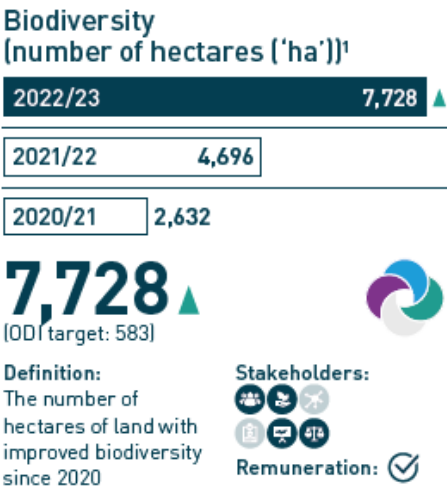 Biodiversity
(number of hectares (‘ha’))¹
2022/23 7,728
2021/22 4,696
2020/21 2,632
7,728
(ODI target: 583)
Definition:
The number of
hectares of land with
improved biodiversity
since 2020
Stakeholders:
Remuneration: